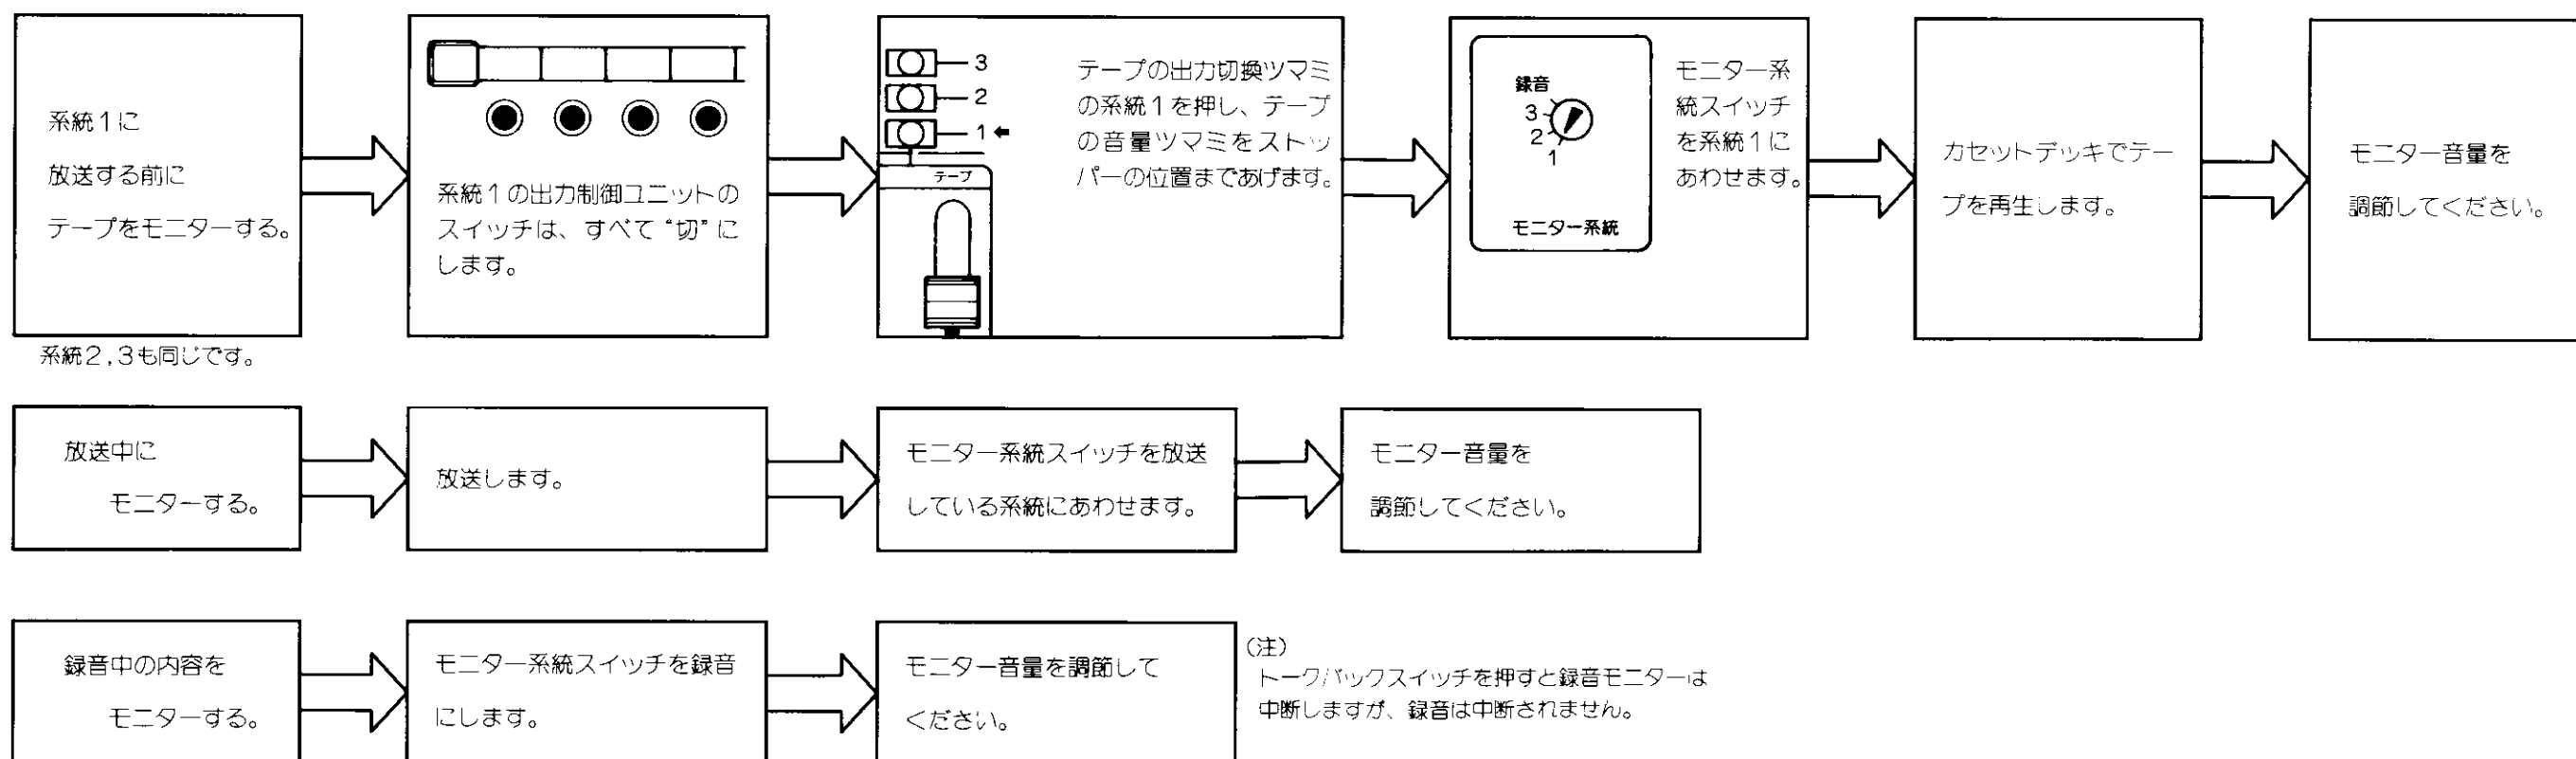 系統1に
放送する前に
テープをモニターする。
系統1の出力制御ユニットの
スイッチは、すべて“切”に
します。
3
2
1
テープ
テープの出力切換ツマミ
の系統1を押し、テープ
の音量ツマミをストッ
パーの位置まであげます。
録音
3
2
1
モニター系統
モニター系
統スイッチ
を系統1に
あわせます。
カセットデッキでテー
プを再生します。
モニター音量を
調節してください。
系統2,3も同じです。
放送中に
モニターする。
放送します。
モニター系統スイッチを放送
している系統にあわせます。
モニター音量を
調節してください。
録音中の内容を
モニターする。
モニター系統スイッチを録音
にします。
モニター音量を調節して
ください。
(注)
トークバックスイッチを押すと録音モニターは
中断しますが、録音は中断されません。